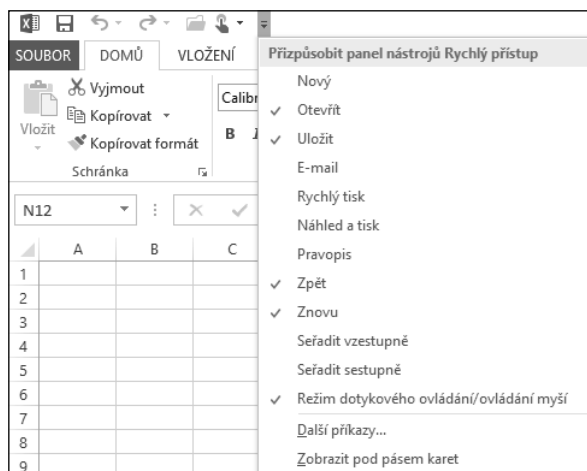 SOUBOR DOMŮ VLOŽENÍ
Vložit
Vyjmout
Kopírovat
Kopírovat formát
Schránka
Calibr
B
N12
A B C
1
2
3
4
5
6
7
8
9
Přizpůsobit panel nástrojů Rychlý přístup
Nový
Otevřít
Uložit
E-mail
Rychlý tisk
Náhled a tisk
Pravopis
Zpět
Znovu
Seřadit vzestupně
Seřadit sestupně
Režim dotykového ovládání/ovládání myší
Další příkazy...
Zobrazit pod pásem karet